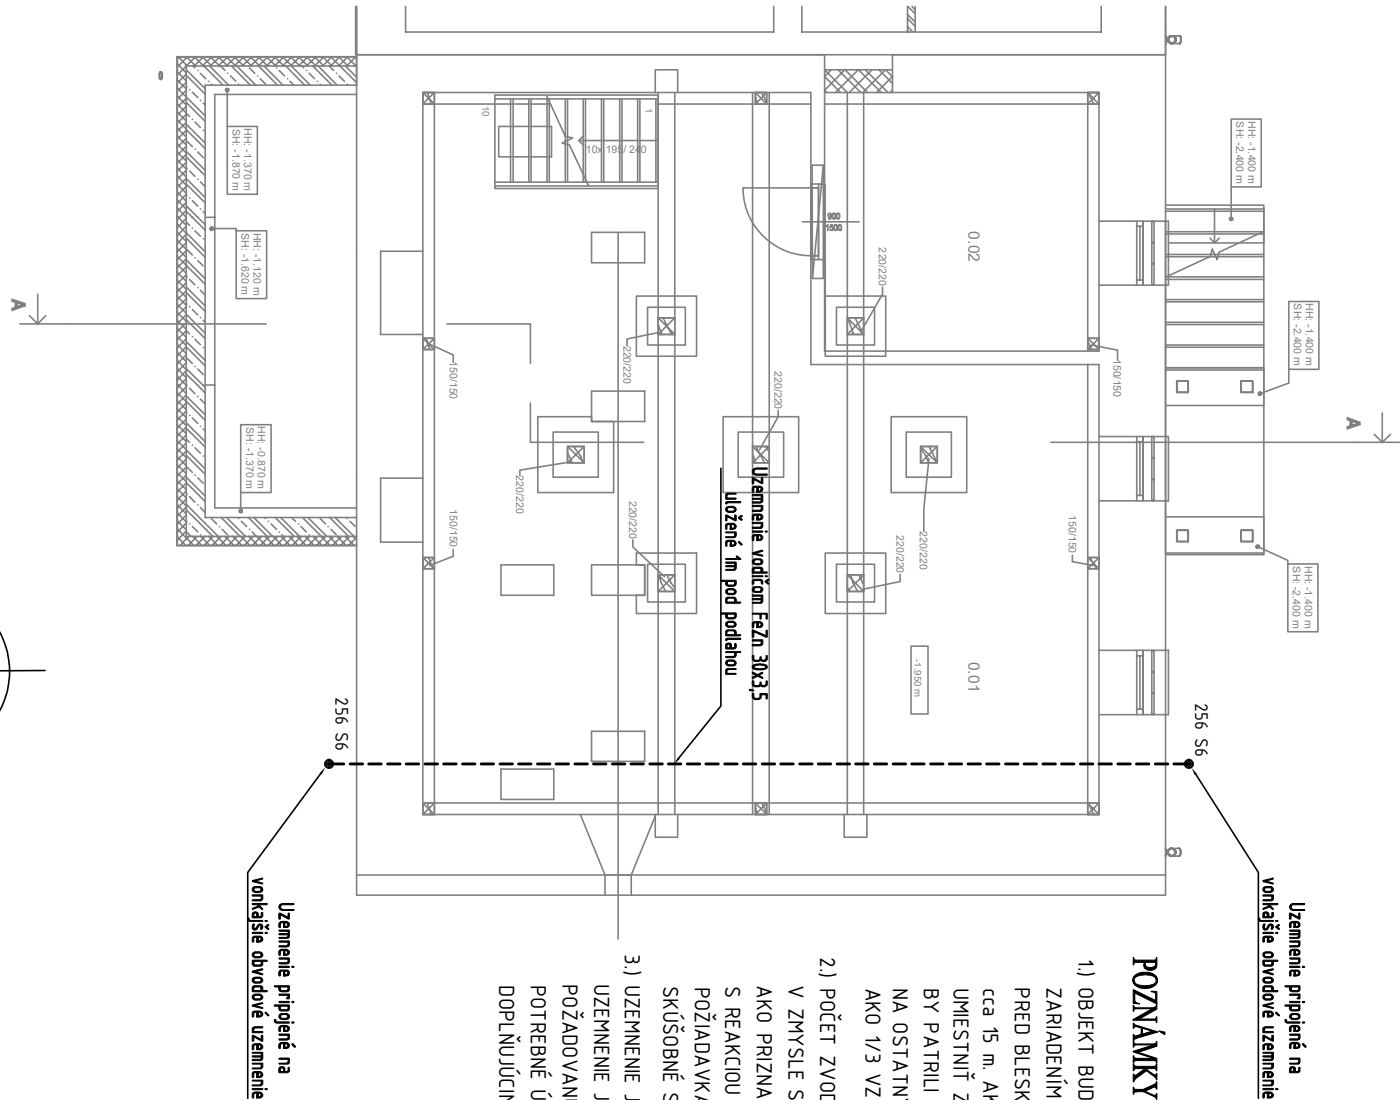 HH: -1.400 m
SH: -2.400 m
HH: -1.400 m
SH: -2.400 m
HH: -1.400 m
SH: -2.400 m
A
A
HH: -1.370 m
SH: -1.870 m
HH: -1.120 m
SH: -1.620 m
HH: -0.870 m
SH: -1.370 m
1
10
10x 195/ 240
900
1500
0.02
0.01
-1.950 m
220/220
220/220
220/220
220/220
220/220
220/220
220/220
150/150
150/150
150/150
150/150
Uzemnenie vodičom FeZn 30x3,5
uložené 1m pod podlahou
256 S6
256 S6
Uzemnenie pripojené na
vonkajšie obvodové uzemnenie
Uzemnenie pripojené na
vonkajšie obvodové uzemnenie
POZNÁMKY
1.) OBJEKT BUD
ZARIADENÍM
PRED BLESK
cca 15 m. AK
UMIESTNIŤ Z
BY PATRILI
NA OSTATN
AKO 1/3 VZ
2.) POČET ZVOD
V ZMYSLE S
AKO PRIZNA
S REAKCIOU
POŽIADAVKA
SKÚŠOBNÉ S
3.) UZEMNENIE J
UZEMNENIE J
POŽADOVAN
POTREBNÉ Ú
DOPLŇUJÚCI